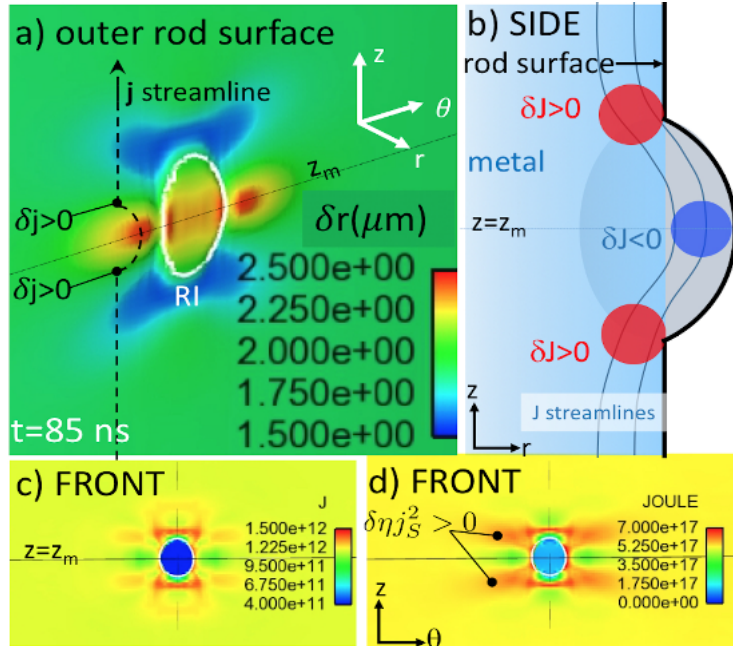 a) outer rod surface
j streamline
z
θ
r
z_m
δj>0
δj>0
RI
δr(μm)
2.500e+00
2.250e+00
2.000e+00
1.750e+00
1.500e+00
t=85 ns
b) SIDE
rod surface
δJ>0
metal
z=z_m
δJ<0
δJ>0
J streamlines
z
r
c) FRONT
J
1.500e+12
1.225e+12
9.500e+11
6.750e+11
4.000e+11
z=z_m
d) FRONT
δηj_S^2 > 0
JOULE
7.000e+17
5.250e+17
3.500e+17
1.750e+17
0.000e+00
z
θ